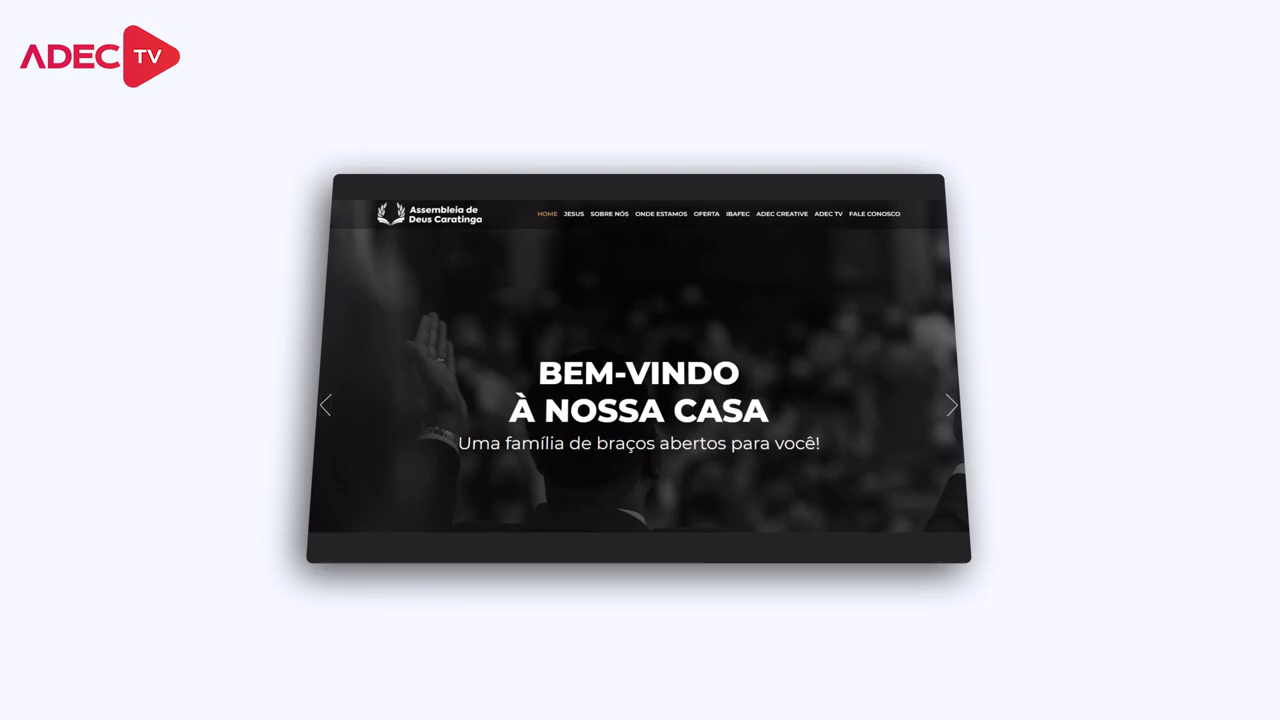 ADEC TV
Assembleia de
Deus Caratinga
HOME JESUS SOBRE NÓS ONDE ESTAMOS OFERTA IBAFEC ADEC CREATIVE ADEC TV FALE CONOSCO
BEM-VINDO
À NOSSA CASA
Uma família de braços abertos para você!